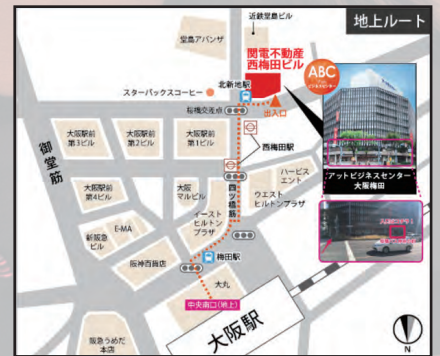 地上ルート
近鉄堂島ビル
堂島アバンザ
関電不動産
西梅田ビル
ABC
北新地駅
スターバックスコーヒー
出入口
桜橋交差点
大阪駅前
第3ビル
大阪駅前
第2ビル
大阪駅前
第1ビル
西梅田駅
御堂筋
アットビジネスセンター
大阪梅田
大阪駅前
第4ビル
大阪
マルビル
四ツ橋筋
ハービス
エント
ウエスト
ヒルトンプラザ
E-MA
イースト
ヒルトン
プラザ
新阪急
ビル
阪神百貨店
梅田駅
大丸
中央南口(地上)
大阪駅
阪急うめだ
本店
N